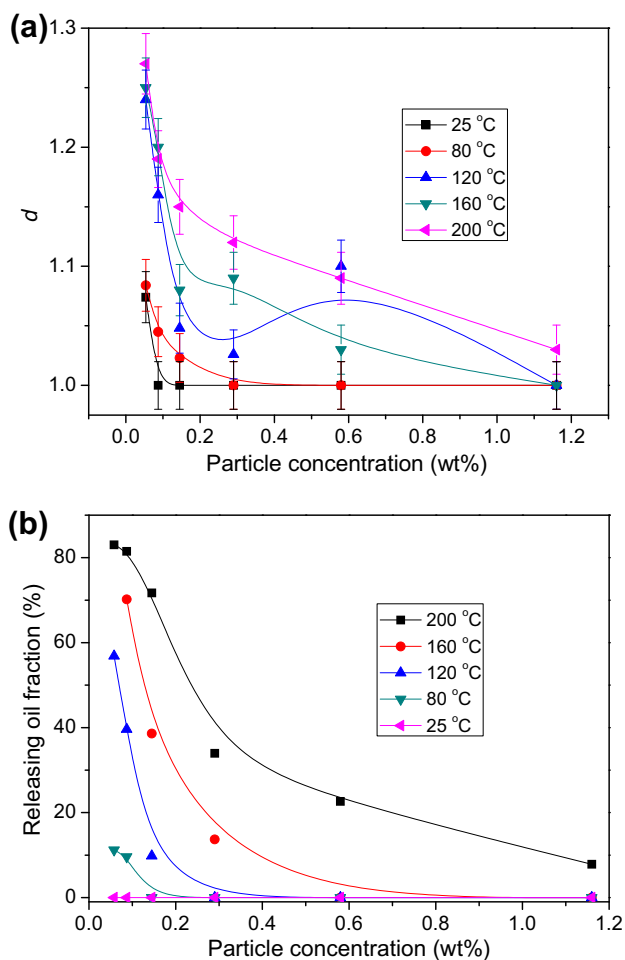 (a)
1.3
1.2
1.1
1.0
d
25 °C
80 °C
120 °C
160 °C
200 °C
0.0 0.2 0.4 0.6 0.8 1.0 1.2
Particle concentration (wt%)
(b)
80
60
40
20
0
Releasing oil fraction (%)
200 °C
160 °C
120 °C
80 °C
25 °C
0.0 0.2 0.4 0.6 0.8 1.0 1.2
Particle concentration (wt%)